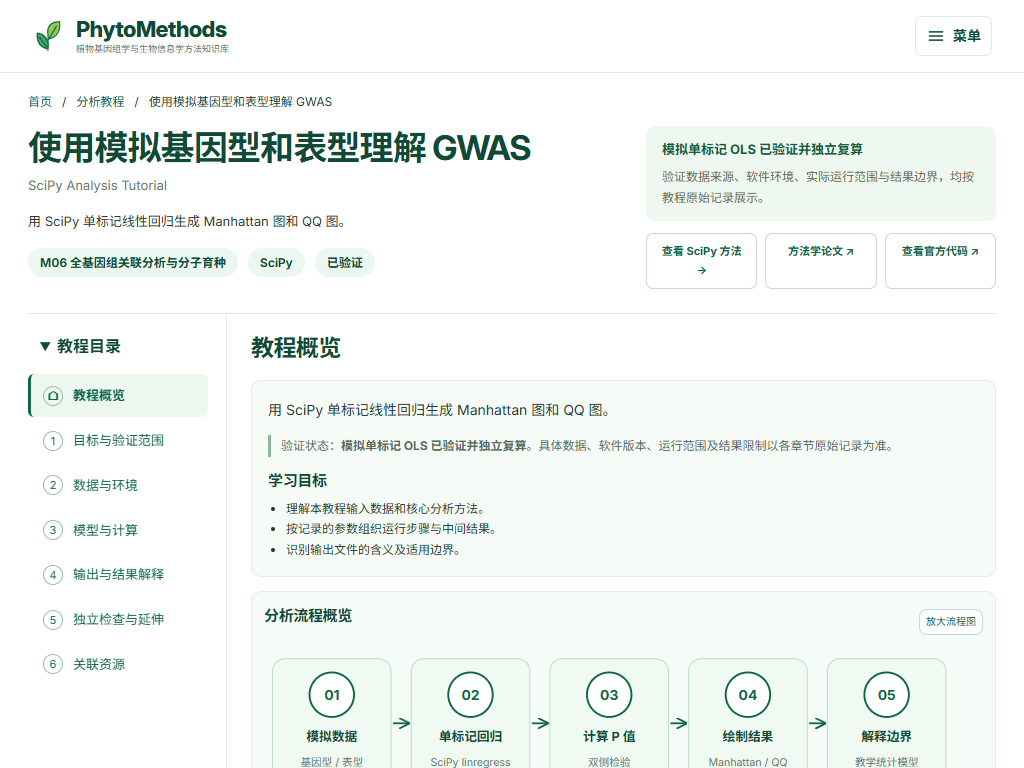 PhytoMethods
植物基因组学与生物信息学方法知识库
菜单
首页 / 分析教程 / 使用模拟基因型和表型理解 GWAS
使用模拟基因型和表型理解 GWAS
SciPy Analysis Tutorial
用 SciPy 单标记线性回归生成 Manhattan 图和 QQ 图。
M06 全基因组关联分析与分子育种
SciPy
已验证
模拟单标记 OLS 已验证并独立复算
验证数据来源、软件环境、实际运行范围与结果边界，均按
教程原始记录展示。
查看 SciPy 方法
→
方法学论文 ↗
查看官方代码 ↗
▼ 教程目录
教程概览
1 目标与验证范围
2 数据与环境
3 模型与计算
4 输出与结果解释
5 独立检查与延伸
6 关联资源
教程概览
用 SciPy 单标记线性回归生成 Manhattan 图和 QQ 图。
验证状态：模拟单标记 OLS 已验证并独立复算。具体数据、软件版本、运行范围及结果限制以各章节原始记录为准。
学习目标
• 理解本教程输入数据和核心分析方法。
• 按记录的参数组织运行步骤与中间结果。
• 识别输出文件的含义及适用边界。
分析流程概览
放大流程图
01
模拟数据
基因型 / 表型
02
单标记回归
SciPy linregress
03
计算 P 值
双侧检验
04
绘制结果
Manhattan / QQ
05
解释边界
教学统计模型